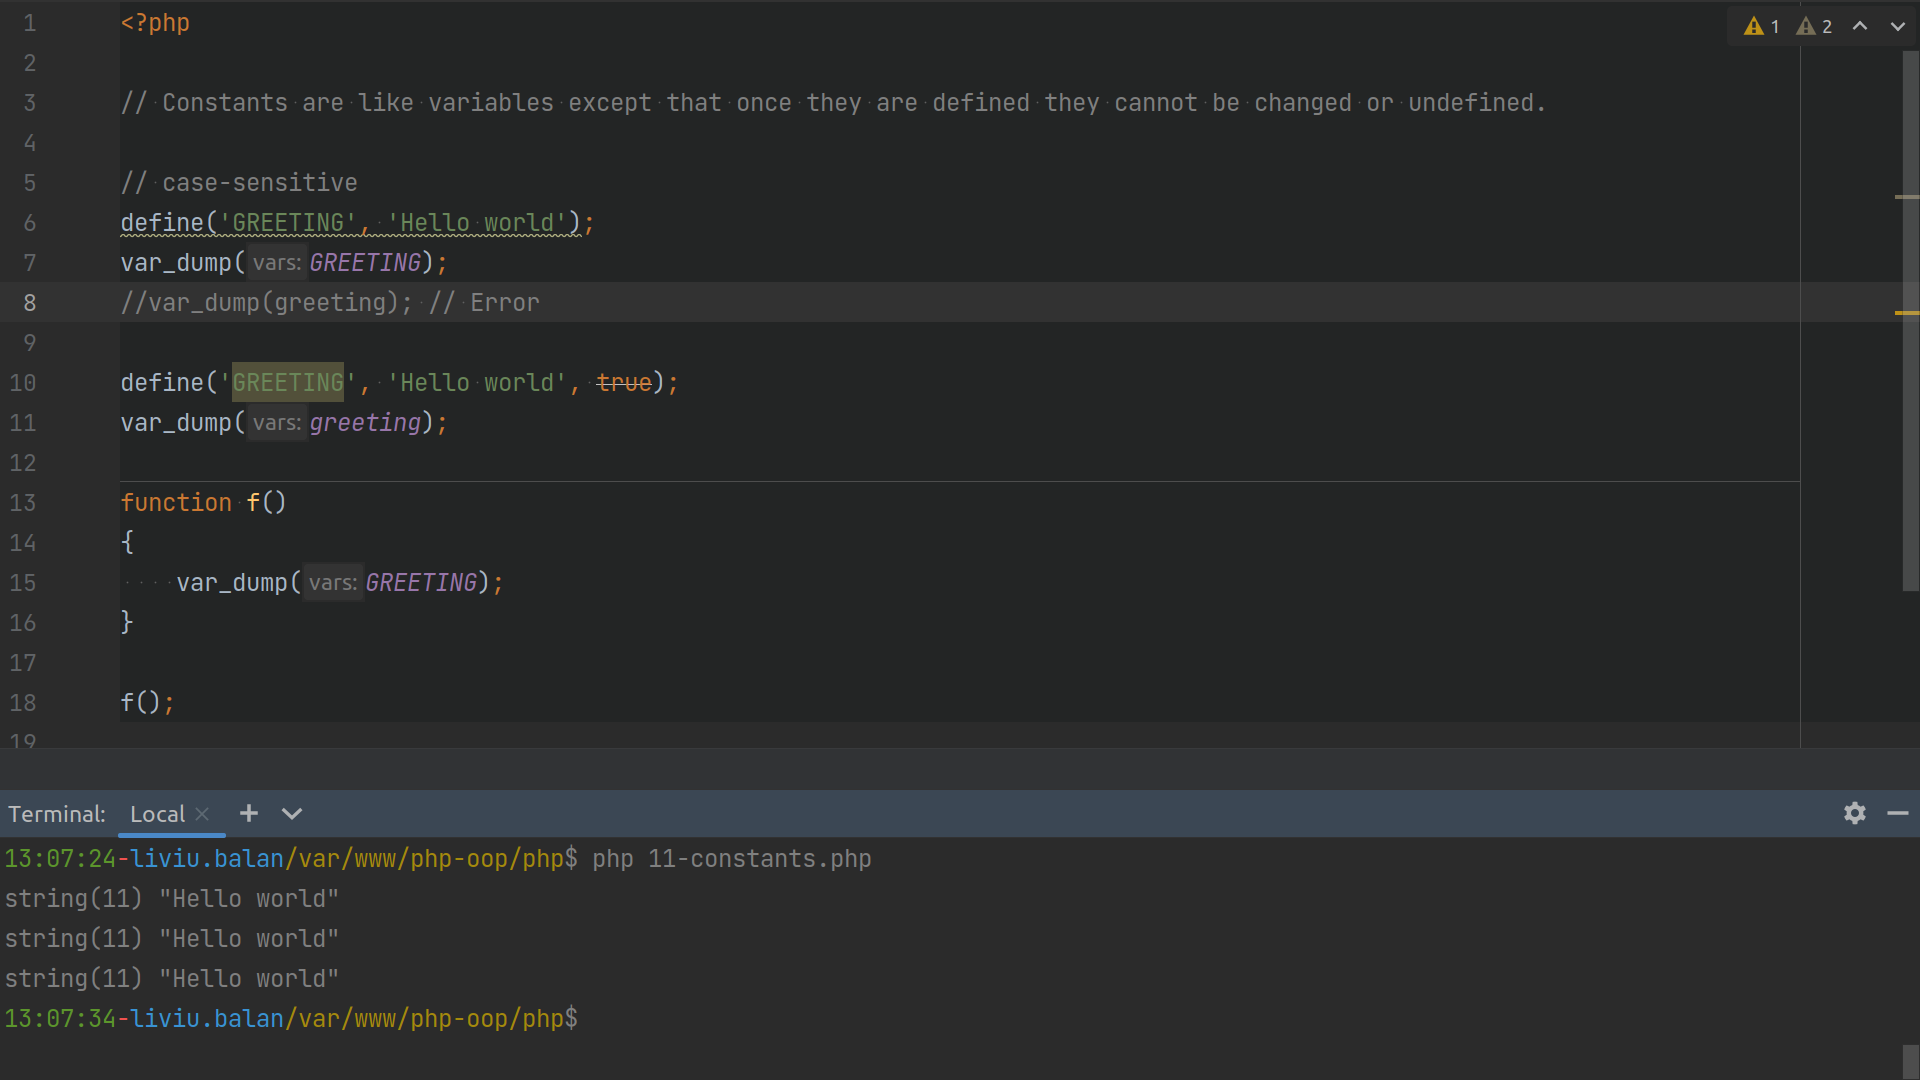 1 <?php
2
3 // Constants are like variables except that once they are defined they cannot be changed or undefined.
4
5 // case-sensitive
6 define('GREETING', 'Hello world');
7 var_dump( vars: GREETING);
8 //var_dump(greeting); // Error
9
10 define('GREETING', 'Hello world', true);
11 var_dump( vars: greeting);
12
13 function f()
14 {
15     var_dump( vars: GREETING);
16 }
17
18 f();
19
1 2
Terminal: Local
13:07:24-liviu.balan/var/www/php-oop/php$ php 11-constants.php
string(11) "Hello world"
string(11) "Hello world"
string(11) "Hello world"
13:07:34-liviu.balan/var/www/php-oop/php$